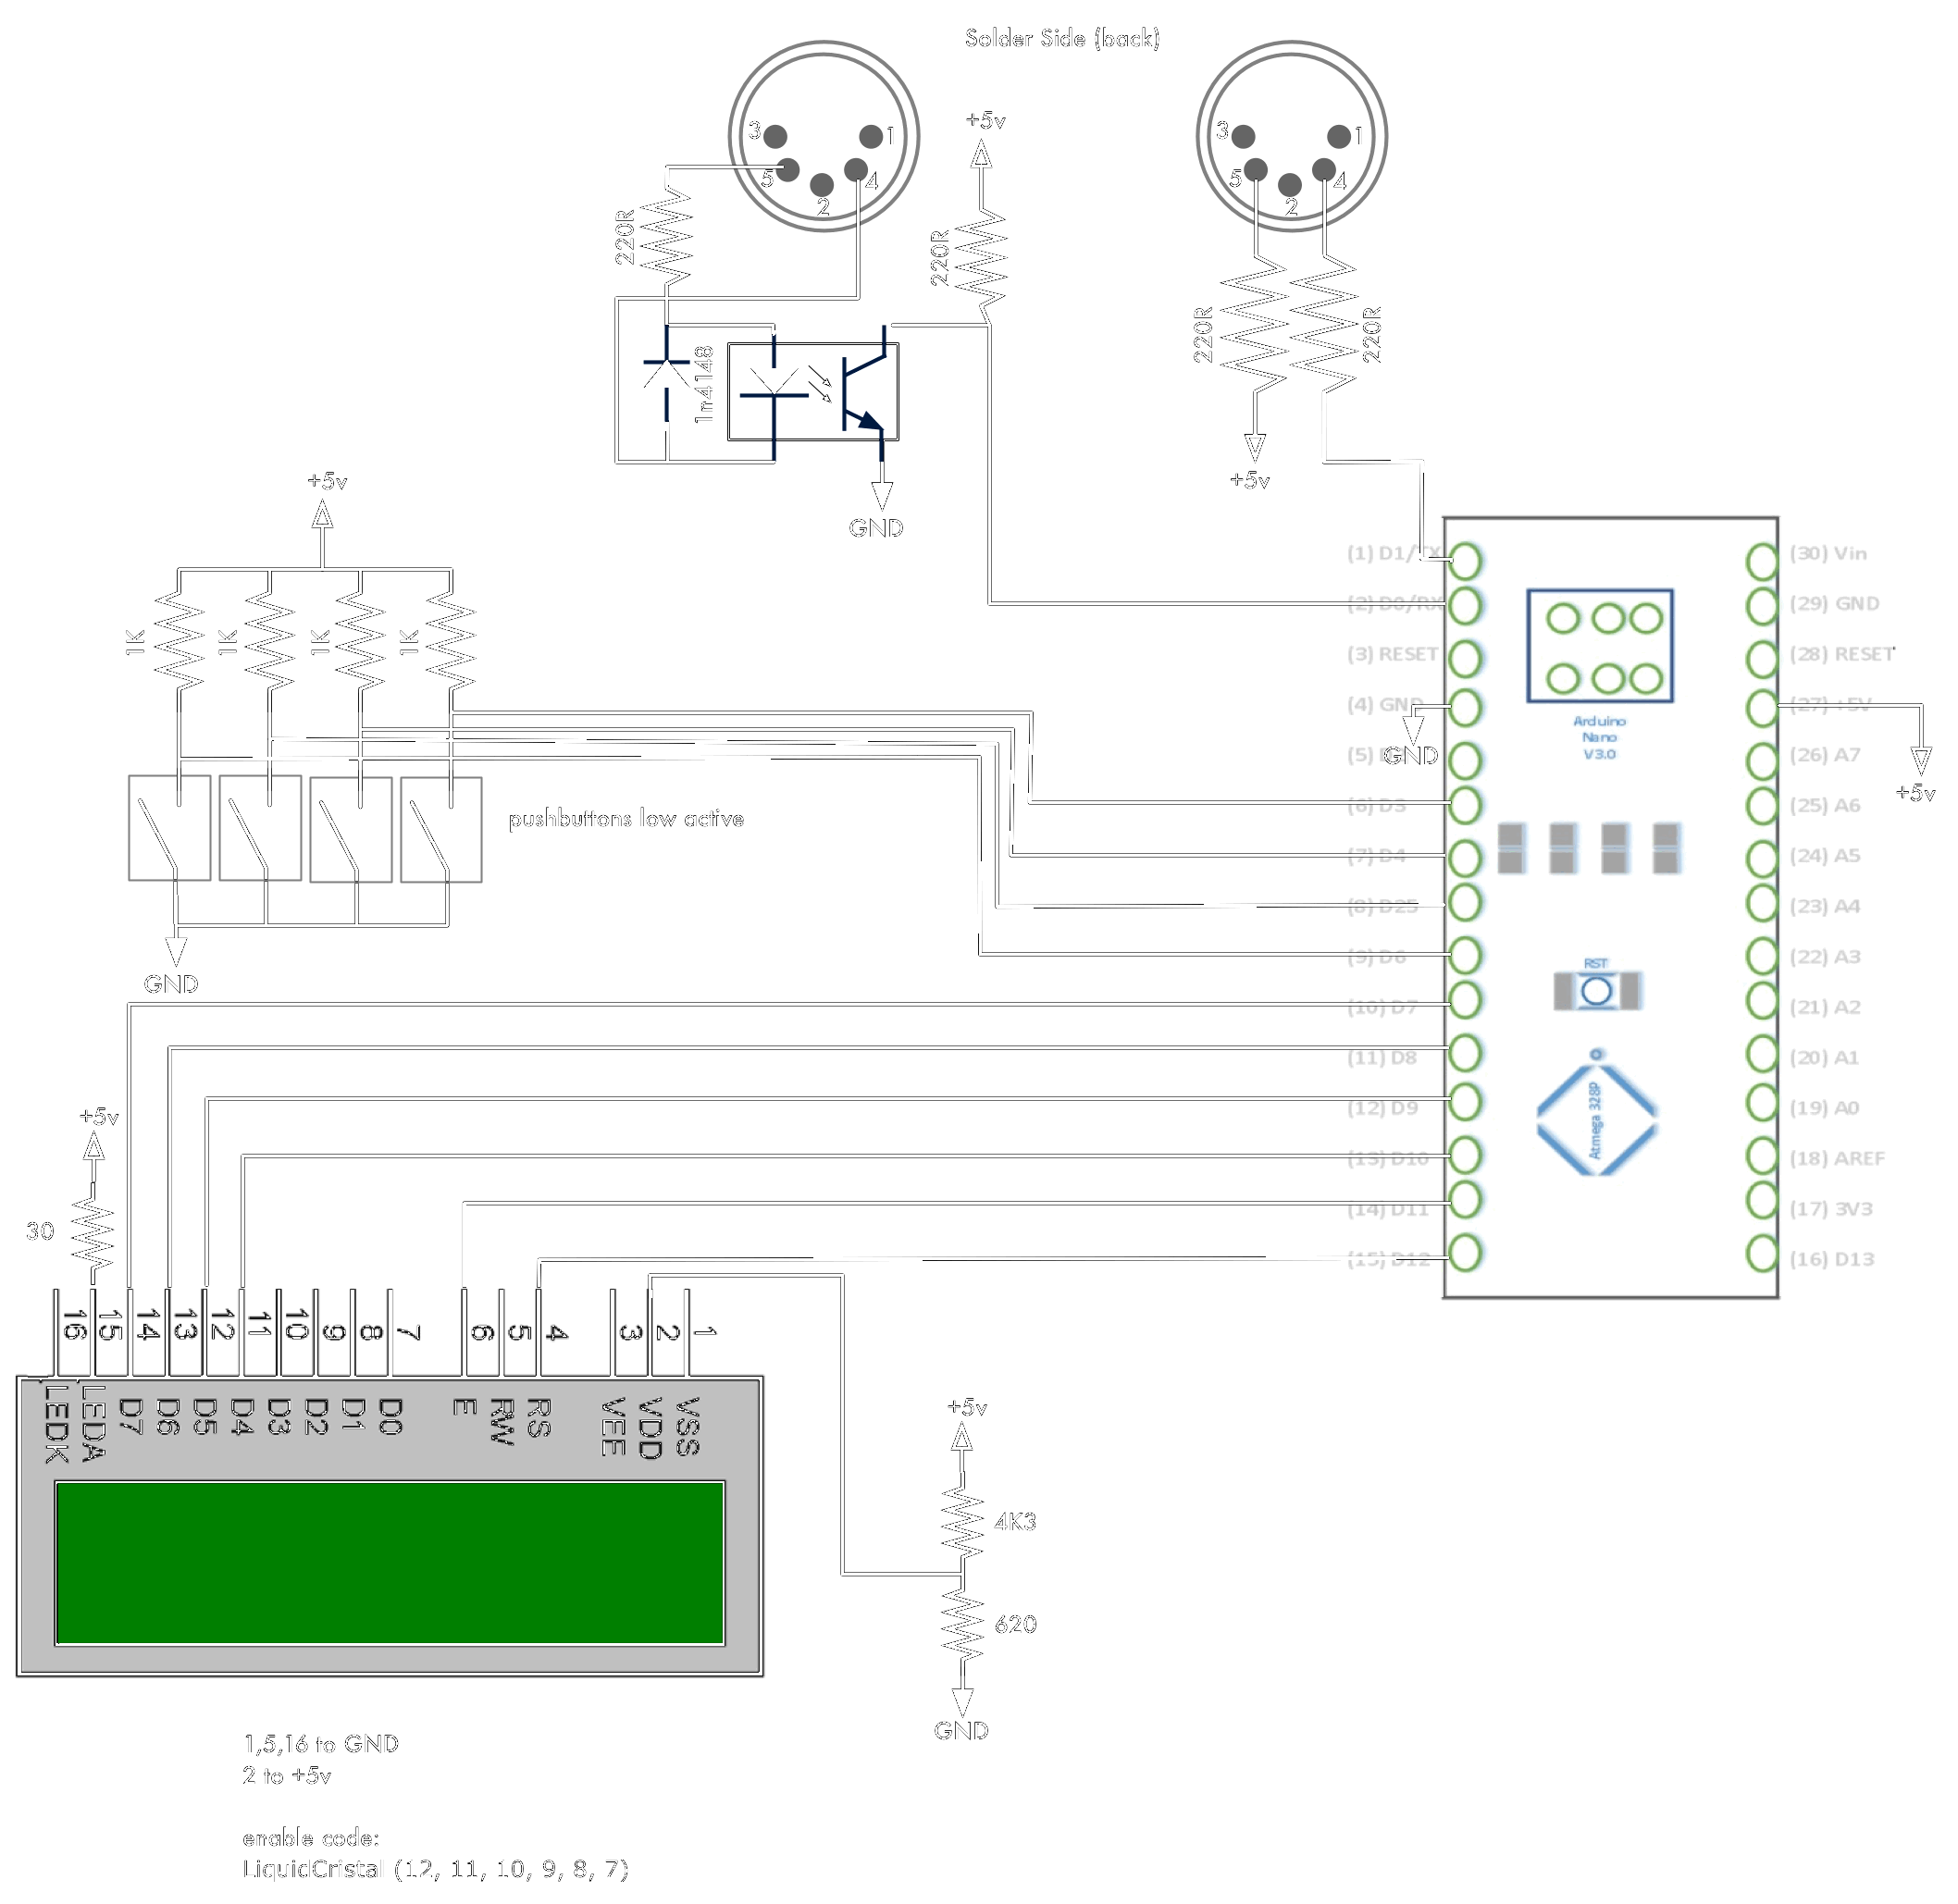 Solder Side (back)
3
1
5
4
2
3
1
5
4
2
+5v
220R
220R
220R
220R
1n4148
+5v
GND
+5v
1K
1K
1K
1K
pushbuttons low active
GND
(1) D1/TX
(2) D0/RX
(3) RESET
(4) GND
GND
(5)
(6) D3
(7) D4
(8) D25
(9) D6
(10) D7
(11) D8
(12) D9
(13) D10
(14) D11
(15) D12
Arduino
Nano
V3.0
RST
Atmega 328P
(30) Vin
(29) GND
(28) RESET
(27) +5V
(26) A7
(25) A6
(24) A5
(23) A4
(22) A3
(21) A2
(20) A1
(19) A0
(18) AREF
(17) 3V3
(16) D13
+5v
+5v
30
16
15
14
13
12
11
10
9
8
7
6
5
4
3
2
1
LEDK
LEDA
D7
D6
D5
D4
D3
D2
D1
D0
E
RW
RS
VEE
VDD
VSS
+5v
4K3
620
GND
1,5,16 to GND
2 to +5v
enable code:
LiquidCristal (12, 11, 10, 9, 8, 7)